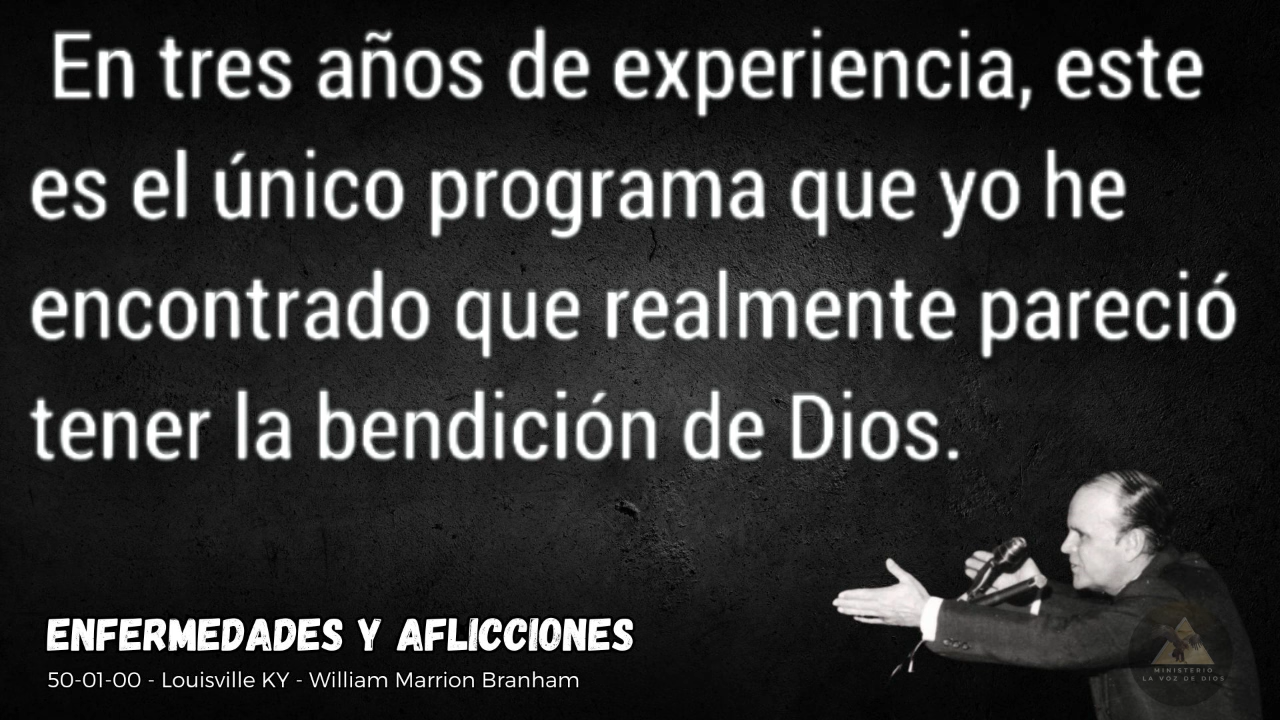 En tres años de experiencia, este
es el único programa que yo he
encontrado que realmente pareció
tener la bendición de Dios.
ENFERMEDADES Y AFLICCIONES
50-01-00 - Louisville KY - William Marrion Branham
MINISTERIO
LA VOZ DE DIOS